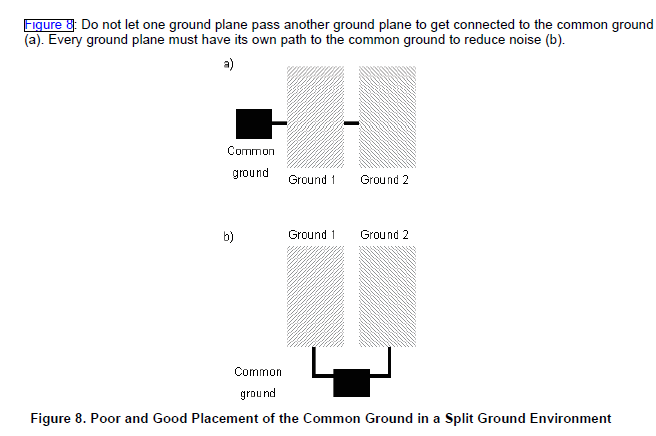 Figure 8: Do not let one ground plane pass another ground plane to get connected to the common ground
(a). Every ground plane must have its own path to the common ground to reduce noise (b).
a)
Common
ground
Ground 1
Ground 2
b)
Ground 1
Ground 2
Common
ground
Figure 8. Poor and Good Placement of the Common Ground in a Split Ground Environment